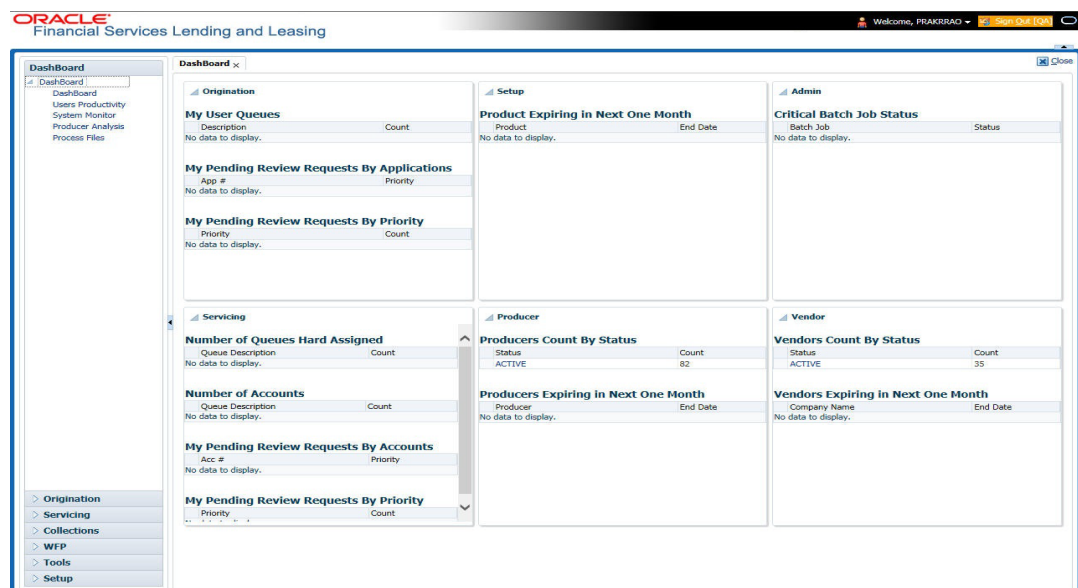 ORACLE
Financial Services Lending and Leasing
Welcome, PRAKRRAO
Sign Out [QA]
DashBoard
DashBoard
DashBoard
Users Productivity
System Monitor
Producer Analysis
Process Files
Origination
Servicing
Collections
WFP
Tools
Setup
DashBoard
Close
Origination
My User Queues
Description Count
No data to display.
My Pending Review Requests By Applications
App # Priority
No data to display.
My Pending Review Requests By Priority
Priority Count
No data to display.
Setup
Product Expiring in Next One Month
Product End Date
No data to display.
Admin
Critical Batch Job Status
Batch Job Status
No data to display.
Servicing
Number of Queues Hard Assigned
Queue Description Count
No data to display.
Number of Accounts
Queue Description Count
No data to display.
My Pending Review Requests By Accounts
Acc # Priority
No data to display.
My Pending Review Requests By Priority
Priority Count
Producer
Producers Count By Status
Status Count
ACTIVE 82
Producers Expiring in Next One Month
Producer End Date
No data to display.
Vendor
Vendors Count By Status
Status Count
ACTIVE 35
Vendors Expiring in Next One Month
Company Name End Date
No data to display.